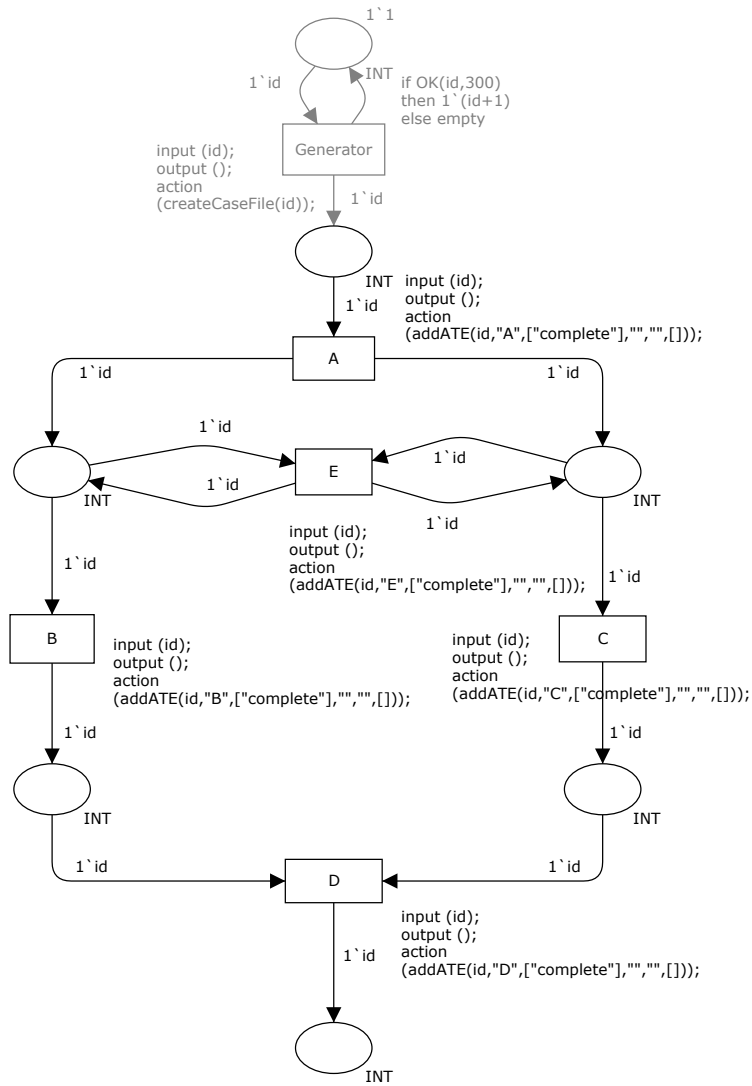 1`1
INT
1`id
if OK(id,300)
then 1`(id+1)
else empty
Generator
input (id);
output ();
action
(createCaseFile(id));
1`id
INT
input (id);
output ();
action
(addATE(id,"A",["complete"],"","",[]));
1`id
A
1`id
1`id
1`id
1`id
E
1`id
1`id
INT
INT
input (id);
output ();
action
(addATE(id,"E",["complete"],"","",[]));
1`id
1`id
B
input (id);
output ();
action
(addATE(id,"B",["complete"],"","",[]));
C
input (id);
output ();
action
(addATE(id,"C",["complete"],"","",[]));
1`id
1`id
INT
INT
1`id
1`id
D
input (id);
output ();
action
(addATE(id,"D",["complete"],"","",[]));
1`id
INT